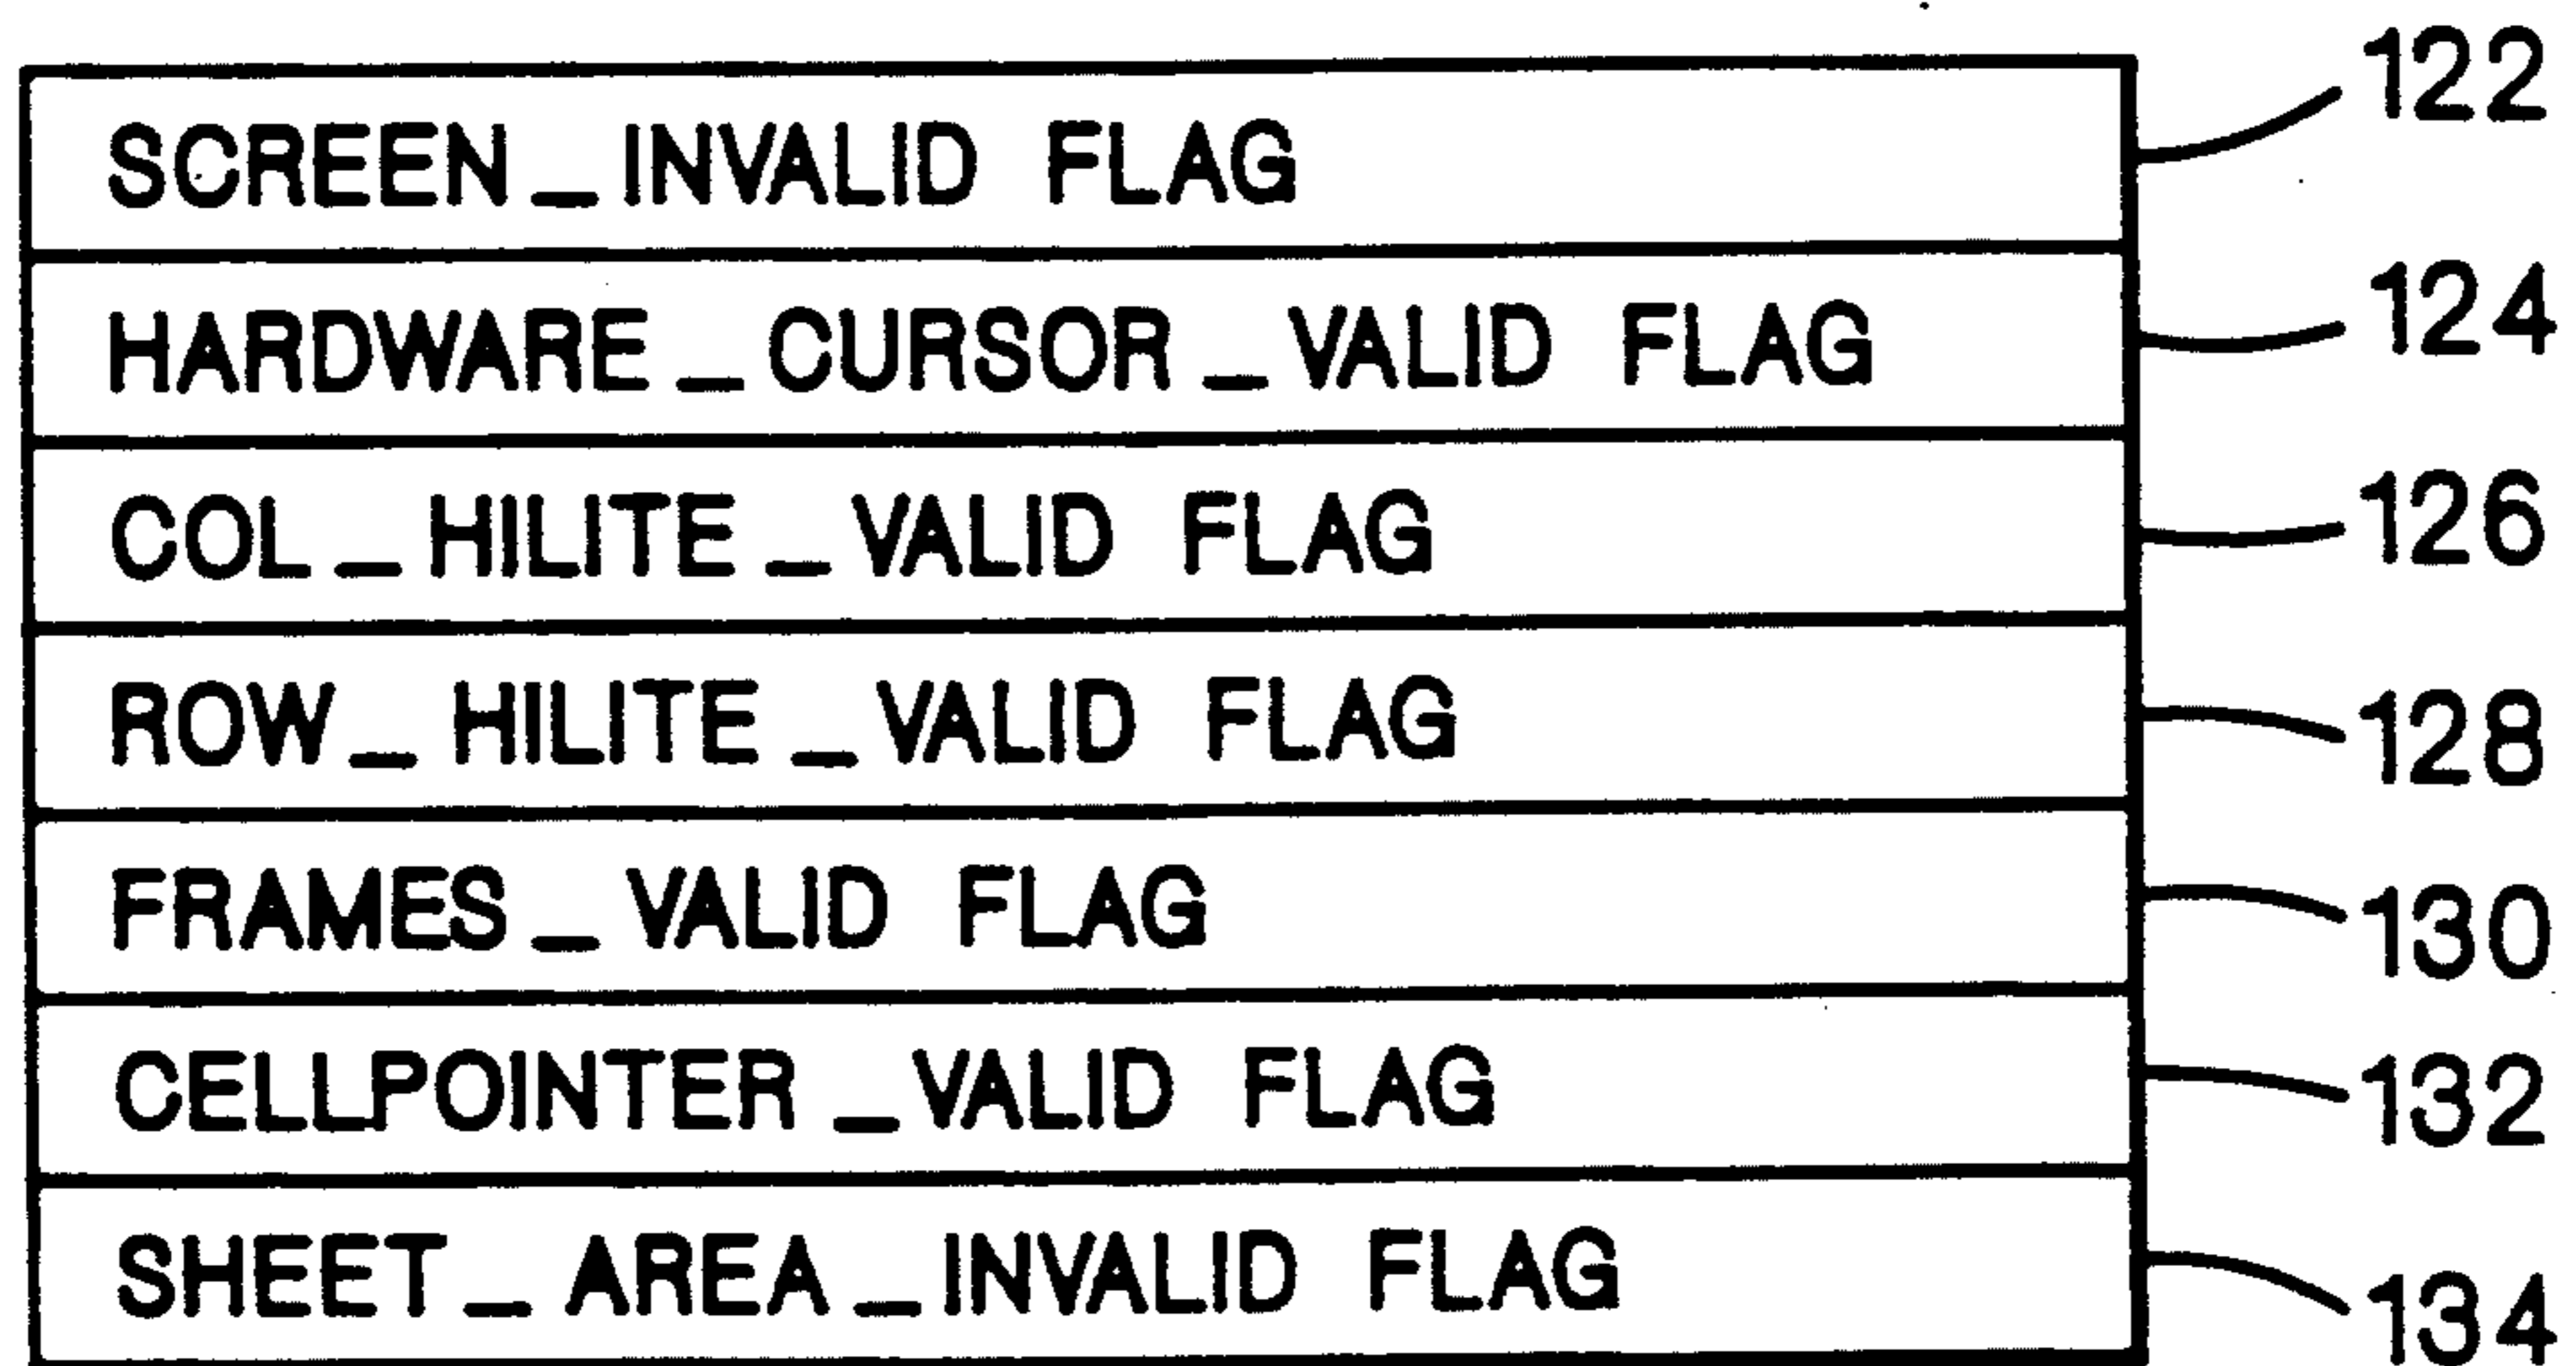 SCREEN_INVALID FLAG 122
HARDWARE_CURSOR_VALID FLAG 124
COL_HILITE_VALID FLAG 126
ROW_HILITE_VALID FLAG 128
FRAMES_VALID FLAG 130
CELLPOINTER_VALID FLAG 132
SHEET_AREA_INVALID FLAG 134